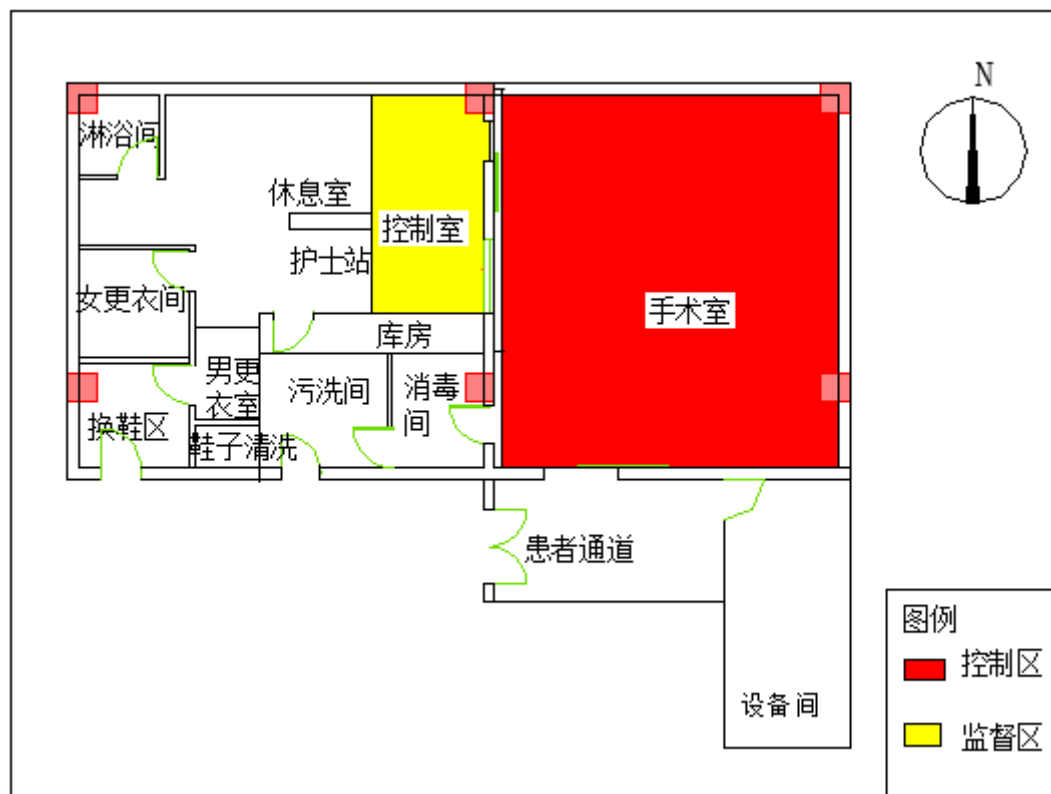 N
淋浴间
休息室
控制室
护士站
女更衣间
手术室
库房
男更
衣室
污洗间
消毒
间
换鞋区
鞋子清洗
患者通道
设备间
图例
控制区
监督区